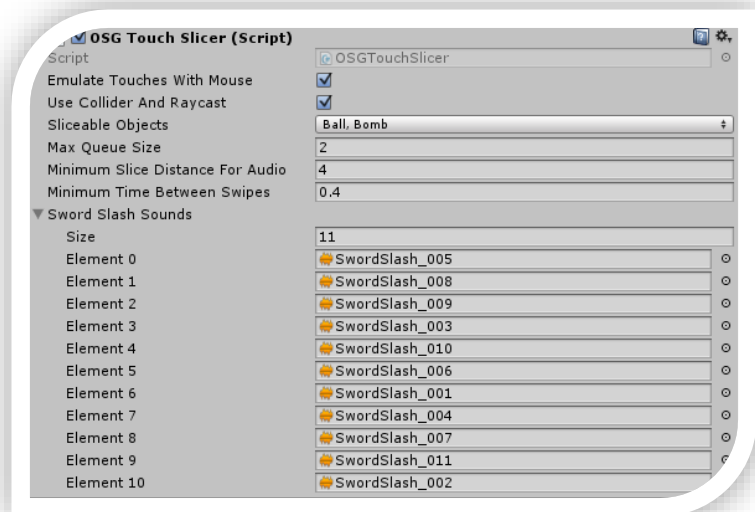 OSG Touch Slicer (Script)
Script OSGTouchSlicer
Emulate Touches With Mouse
Use Collider And Raycast
Sliceable Objects Ball, Bomb
Max Queue Size 2
Minimum Slice Distance For Audio 4
Minimum Time Between Swipes 0.4
Sword Slash Sounds
Size 11
Element 0 SwordSlash_005
Element 1 SwordSlash_008
Element 2 SwordSlash_009
Element 3 SwordSlash_003
Element 4 SwordSlash_010
Element 5 SwordSlash_006
Element 6 SwordSlash_001
Element 7 SwordSlash_004
Element 8 SwordSlash_007
Element 9 SwordSlash_011
Element 10 SwordSlash_002